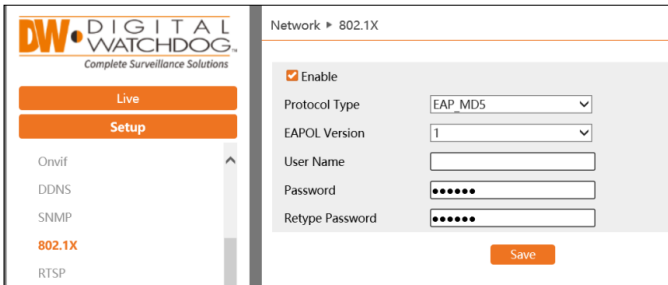 DW DIGITAL
WATCHDOG™
Complete Surveillance Solutions
Live
Setup
Onvif
DDNS
SNMP
802.1X
RTSP
Network ▸ 802.1X
Enable
Protocol Type EAP_MD5
EAPOL Version 1
User Name
Password ●●●●●●
Retype Password ●●●●●●
Save